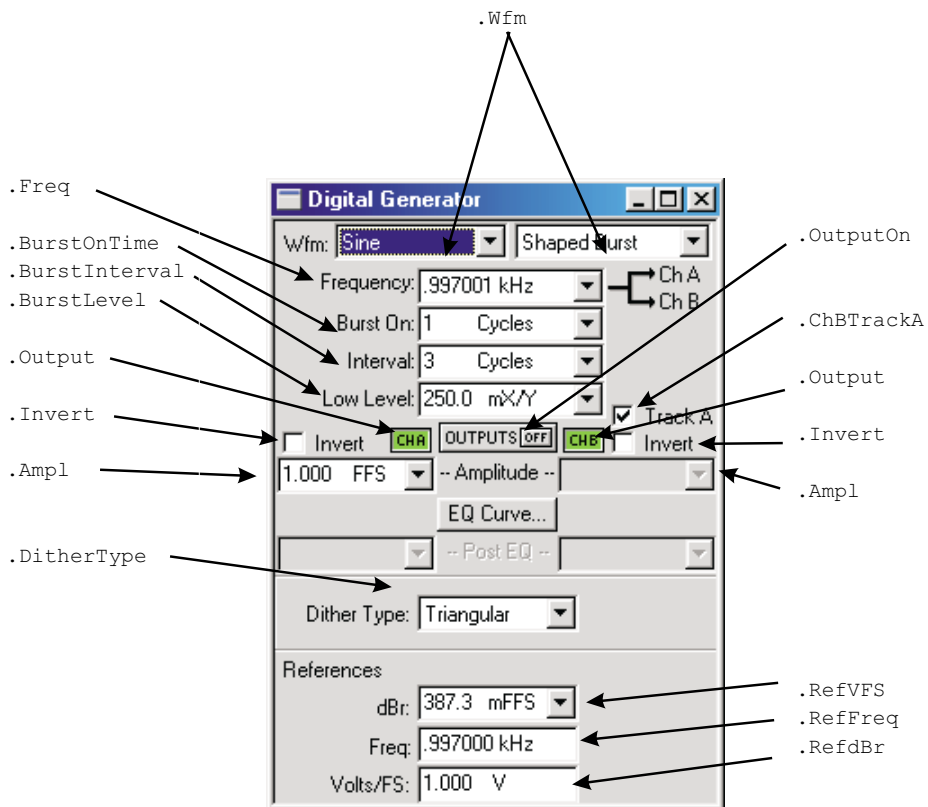 .Wfm
.Freq
Digital Generator
.BurstOnTime
Wfm: Sine Shaped Burst
.OutputOn
.BurstInterval
Frequency: .997001 kHz
Ch A
Ch B
.BurstLevel
Burst On: 1 Cycles
.ChBTrackA
.Output
Interval: 3 Cycles
.Output
Low Level: 250.0 mX/Y
Track A
.Invert
Invert CHA OUTPUTS OFF CHB Invert
.Invert
.Ampl
1.000 FFS -- Amplitude --
.Ampl
EQ Curve...
.DitherType
-- Post EQ --
Dither Type: Triangular
References
dBr: 387.3 mFFS
.RefVFS
Freq: .997000 kHz
.RefFreq
Volts/FS: 1.000 V
.RefdBr